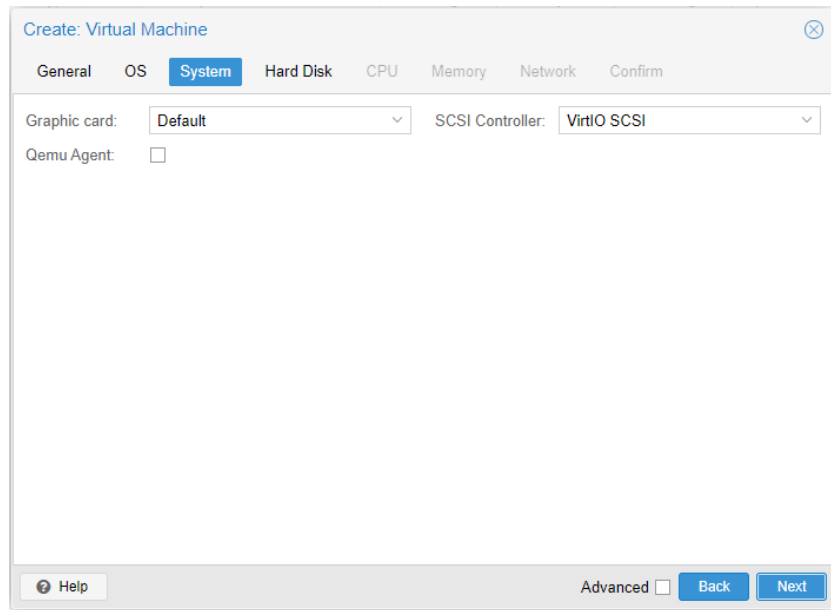 Create: Virtual Machine
General OS System Hard Disk CPU Memory Network Confirm
Graphic card: Default SCSI Controller: VirtIO SCSI
Qemu Agent:
Help Advanced Back Next